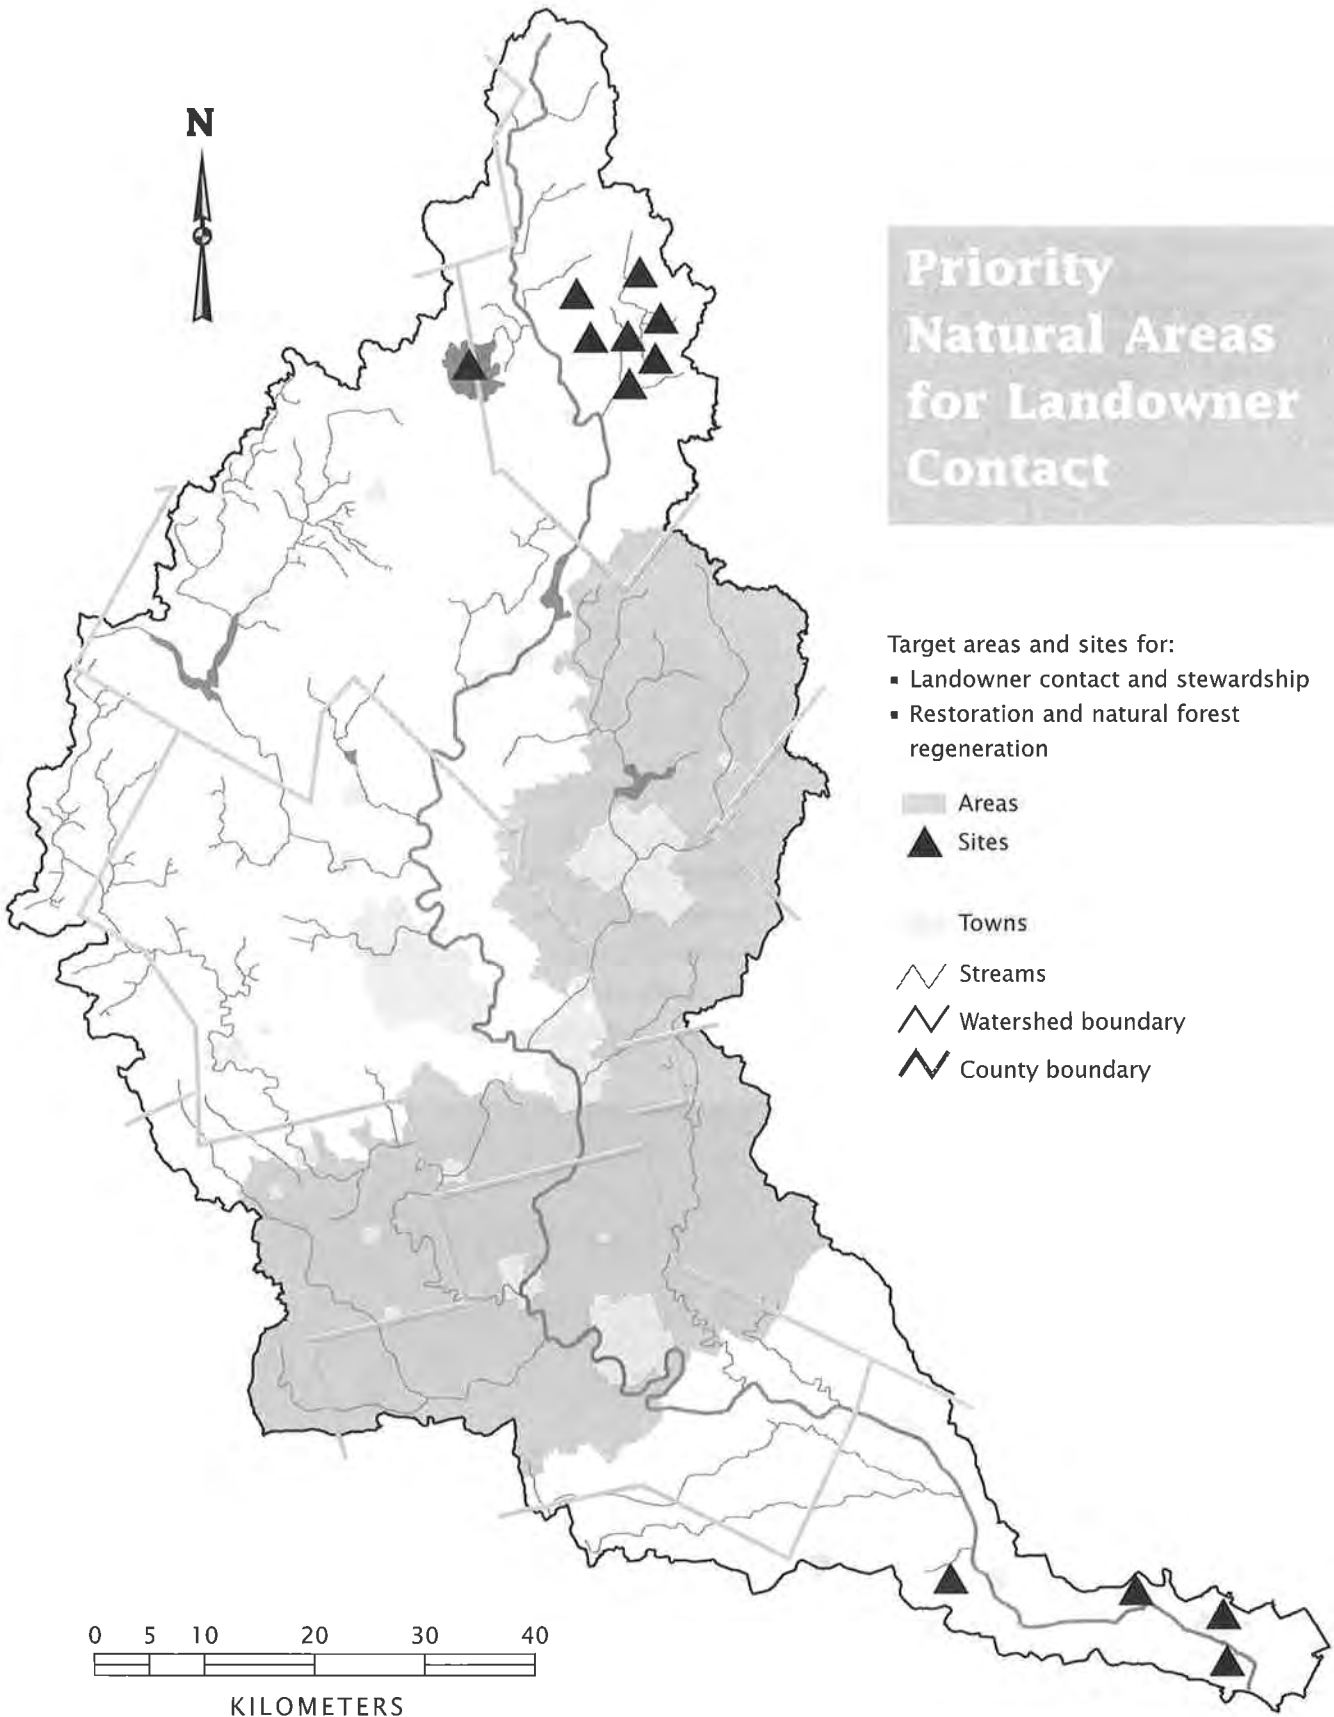 N
Priority
Natural Areas
for Landowner
Contact
Target areas and sites for:
▪ Landowner contact and stewardship
▪ Restoration and natural forest
regeneration
Areas
Sites
Towns
Streams
Watershed boundary
County boundary
0 5 10 20 30 40
KILOMETERS